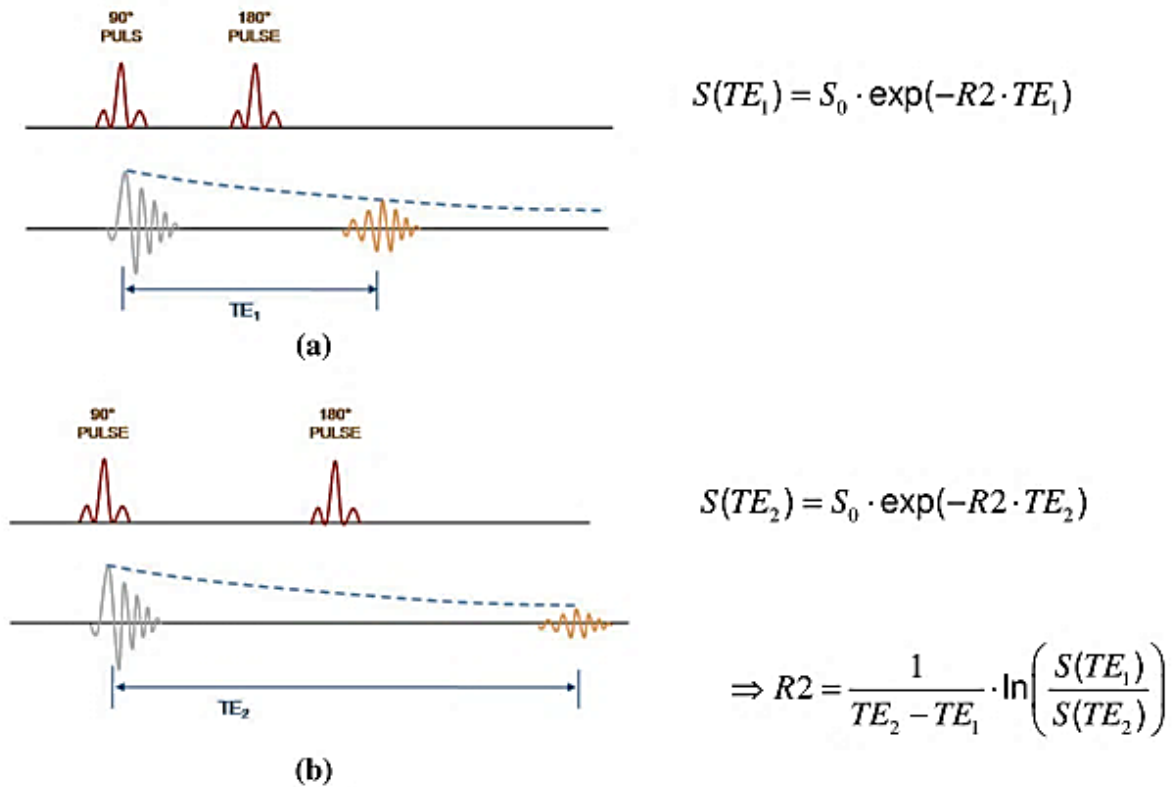 90°
PULS
180°
PULSE
S(TE₁) = S₀ · exp(−R2 · TE₁)
TE₁
(a)
90°
PULSE
180°
PULSE
S(TE₂) = S₀ · exp(−R2 · TE₂)
TE₂
⇒ R2 = 1 / (TE₂ − TE₁) · ln(S(TE₁) / S(TE₂))
(b)